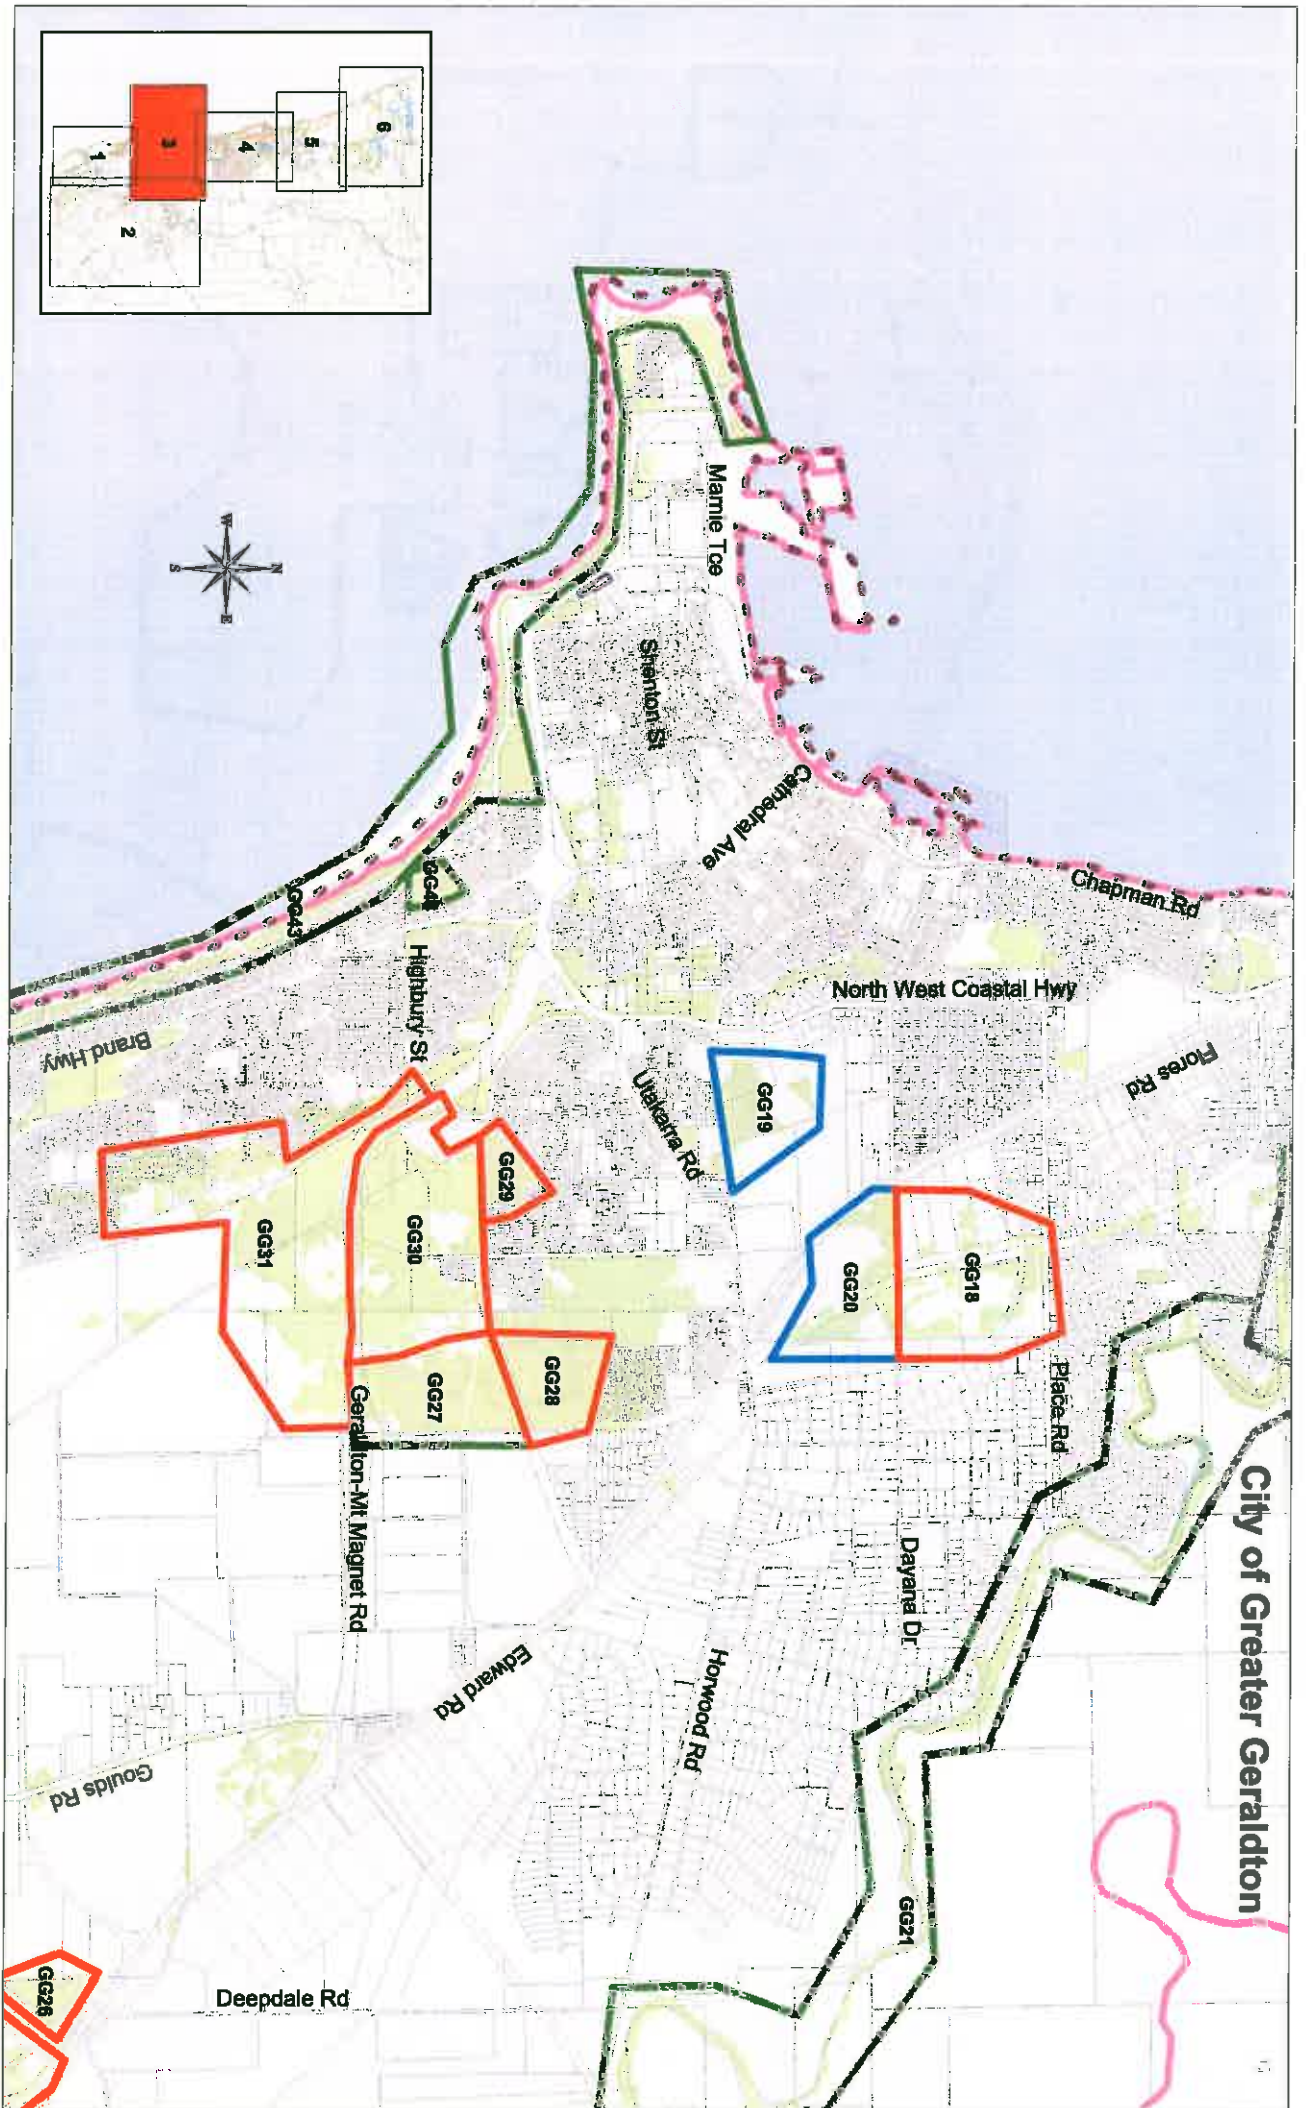 City of Greater Geraldton
6
5
4
3
1
2
N
W
E
S
Marnie Tce
Shenton St
Cathedral Ave
Chapman Rd
North West Coastal Hwy
Flores Rd
GG43
Highbury St
Brand Hwy
Utakarra Rd
GG19
GG18
GG20
GG29
GG30
GG31
GG28
GG27
Place Rd
Geraldton-Mt Magnet Rd
Dayana Dr
Edward Rd
Horwood Rd
Goulds Rd
GG21
Deepdale Rd
GG26